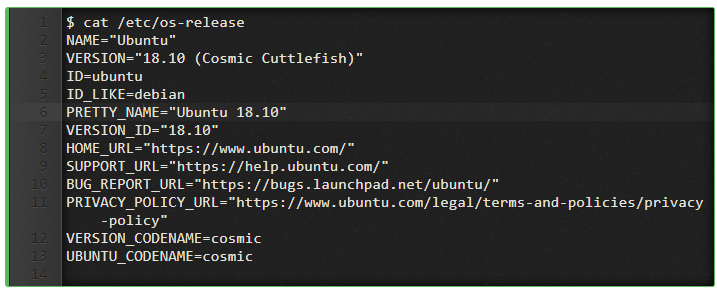 1 $ cat /etc/os-release
2 NAME="Ubuntu"
3 VERSION="18.10 (Cosmic Cuttlefish)"
4 ID=ubuntu
5 ID_LIKE=debian
6 PRETTY_NAME="Ubuntu 18.10"
7 VERSION_ID="18.10"
8 HOME_URL="https://www.ubuntu.com/"
9 SUPPORT_URL="https://help.ubuntu.com/"
10 BUG_REPORT_URL="https://bugs.launchpad.net/ubuntu/"
11 PRIVACY_POLICY_URL="https://www.ubuntu.com/legal/terms-and-policies/privacy
-policy"
12 VERSION_CODENAME=cosmic
13 UBUNTU_CODENAME=cosmic
14